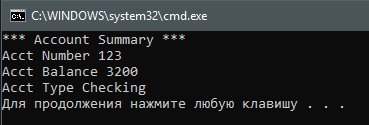 C:\WINDOWS\system32\cmd.exe
*** Account Summary ***
Acct Number 123
Acct Balance 3200
Acct Type Checking
Для продолжения нажмите любую клавишу . . .